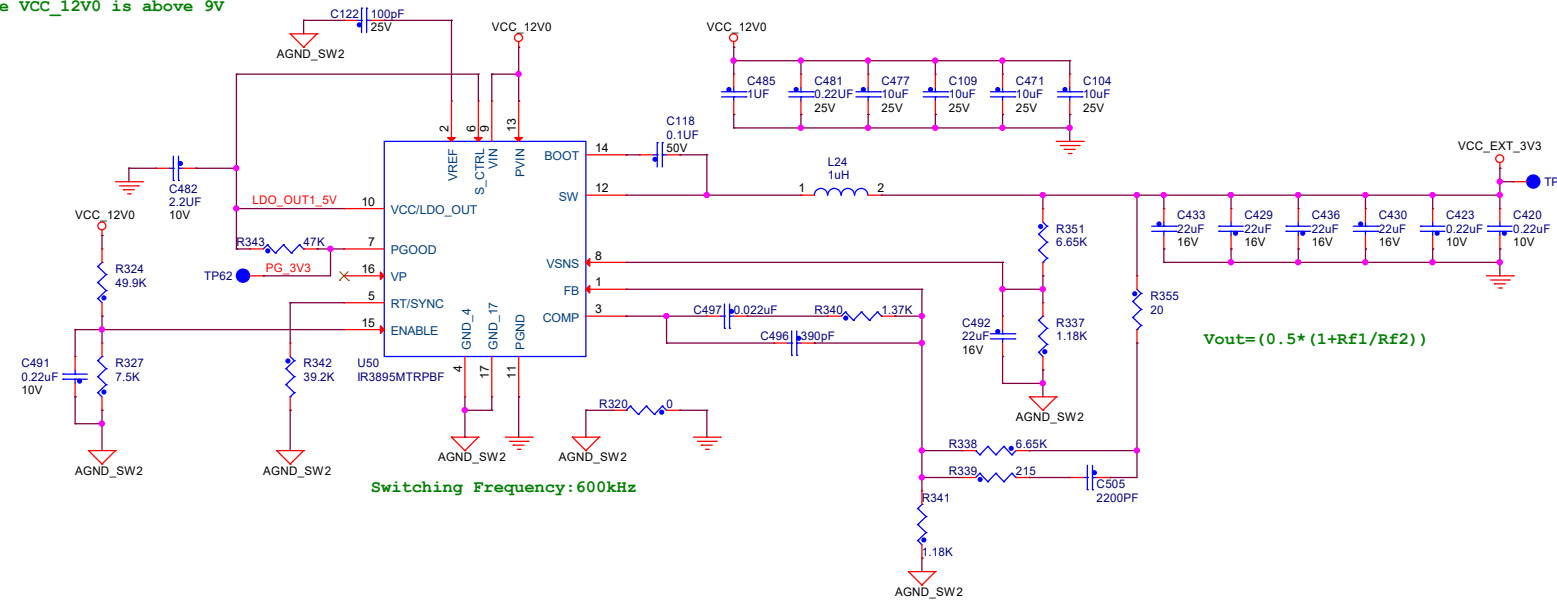 e VCC_12V0 is above 9V
C122
100pF
25V
AGND_SW2
VCC_12V0
VCC_12V0
C485
1UF
C481
0.22UF
25V
C477
10uF
25V
C109
10uF
25V
C471
10uF
25V
C104
10uF
25V
2
6
9
13
VREF
S_CTRL
VIN
PVIN
C118
0.1UF
50V
BOOT
14
L24
1uH
VCC_EXT_3V3
TP
C482
2.2UF
10V
SW
12
1
2
LDO_OUT1_5V
10
VCC/LDO_OUT
VCC_12V0
C433
22uF
16V
C429
22uF
16V
C436
22uF
16V
C430
22uF
16V
C423
0.22uF
10V
C420
0.22uF
10V
R351
6.65K
R343
47K
7
PGOOD
TP62
PG_3V3
16
VP
VSNS
8
R324
49.9K
FB
1
5
RT/SYNC
R355
20
COMP
3
C497
0.022uF
R340
1.37K
15
ENABLE
GND_4
GND_17
PGND
C496
390pF
C492
22uF
16V
R337
1.18K
Vout=(0.5*(1+Rf1/Rf2))
C491
0.22uF
10V
R327
7.5K
R342
39.2K
U50
IR3895MTRPBF
4
17
11
R320
0
AGND_SW2
AGND_SW2
AGND_SW2
AGND_SW2
AGND_SW2
R338
6.65K
R339
215
C505
2200PF
Switching Frequency:600kHz
R341
1.18K
AGND_SW2